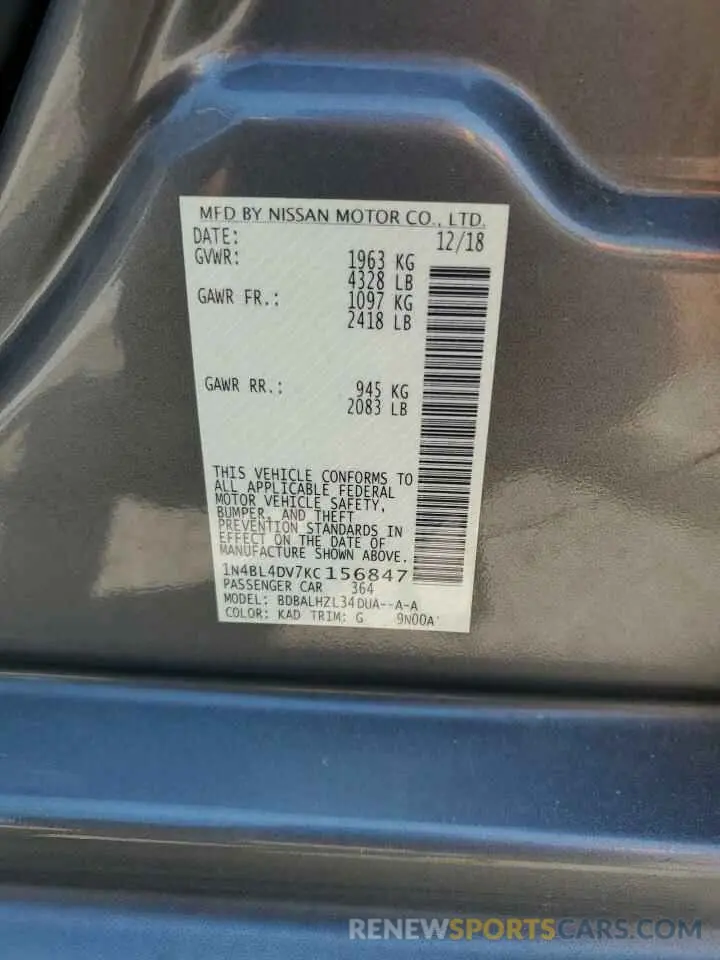 MFD BY NISSAN MOTOR CO., LTD.
DATE: 12/18
GVWR: 1963 KG
4328 LB
GAWR FR.: 1097 KG
2418 LB
GAWR RR.: 945 KG
2083 LB
THIS VEHICLE CONFORMS TO
ALL APPLICABLE FEDERAL
MOTOR VEHICLE SAFETY,
BUMPER, AND THEFT
PREVENTION STANDARDS IN
EFFECT ON THE DATE OF
MANUFACTURE SHOWN ABOVE.
1N4BL4DV7KC156847
PASSENGER CAR 364
MODEL: BDBALHZL34DUA--A-A
COLOR: KAD TRIM: G 9N00A
RENEWSPORTSCARS.COM